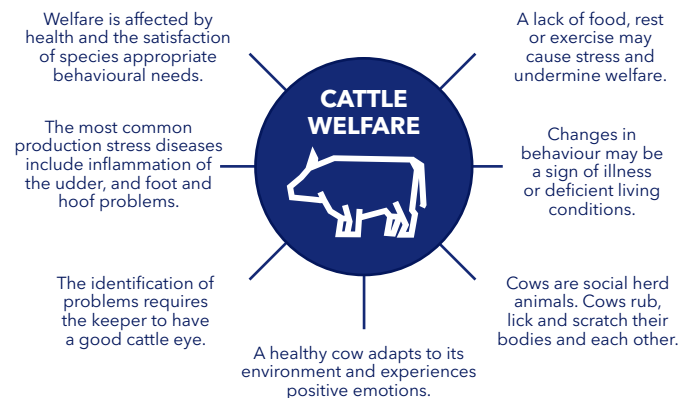 Welfare is affected by
health and the satisfaction
of species appropriate
behavioural needs.
A lack of food, rest
or exercise may
cause stress and
undermine welfare.
CATTLE
WELFARE
The most common
production stress diseases
include inflammation of
the udder, and foot and
hoof problems.
Changes in
behaviour may be
a sign of illness
or deficient living
conditions.
The identification of
problems requires
the keeper to have
a good cattle eye.
Cows are social herd
animals. Cows rub,
lick and scratch their
bodies and each other.
A healthy cow adapts to its
environment and experiences
positive emotions.